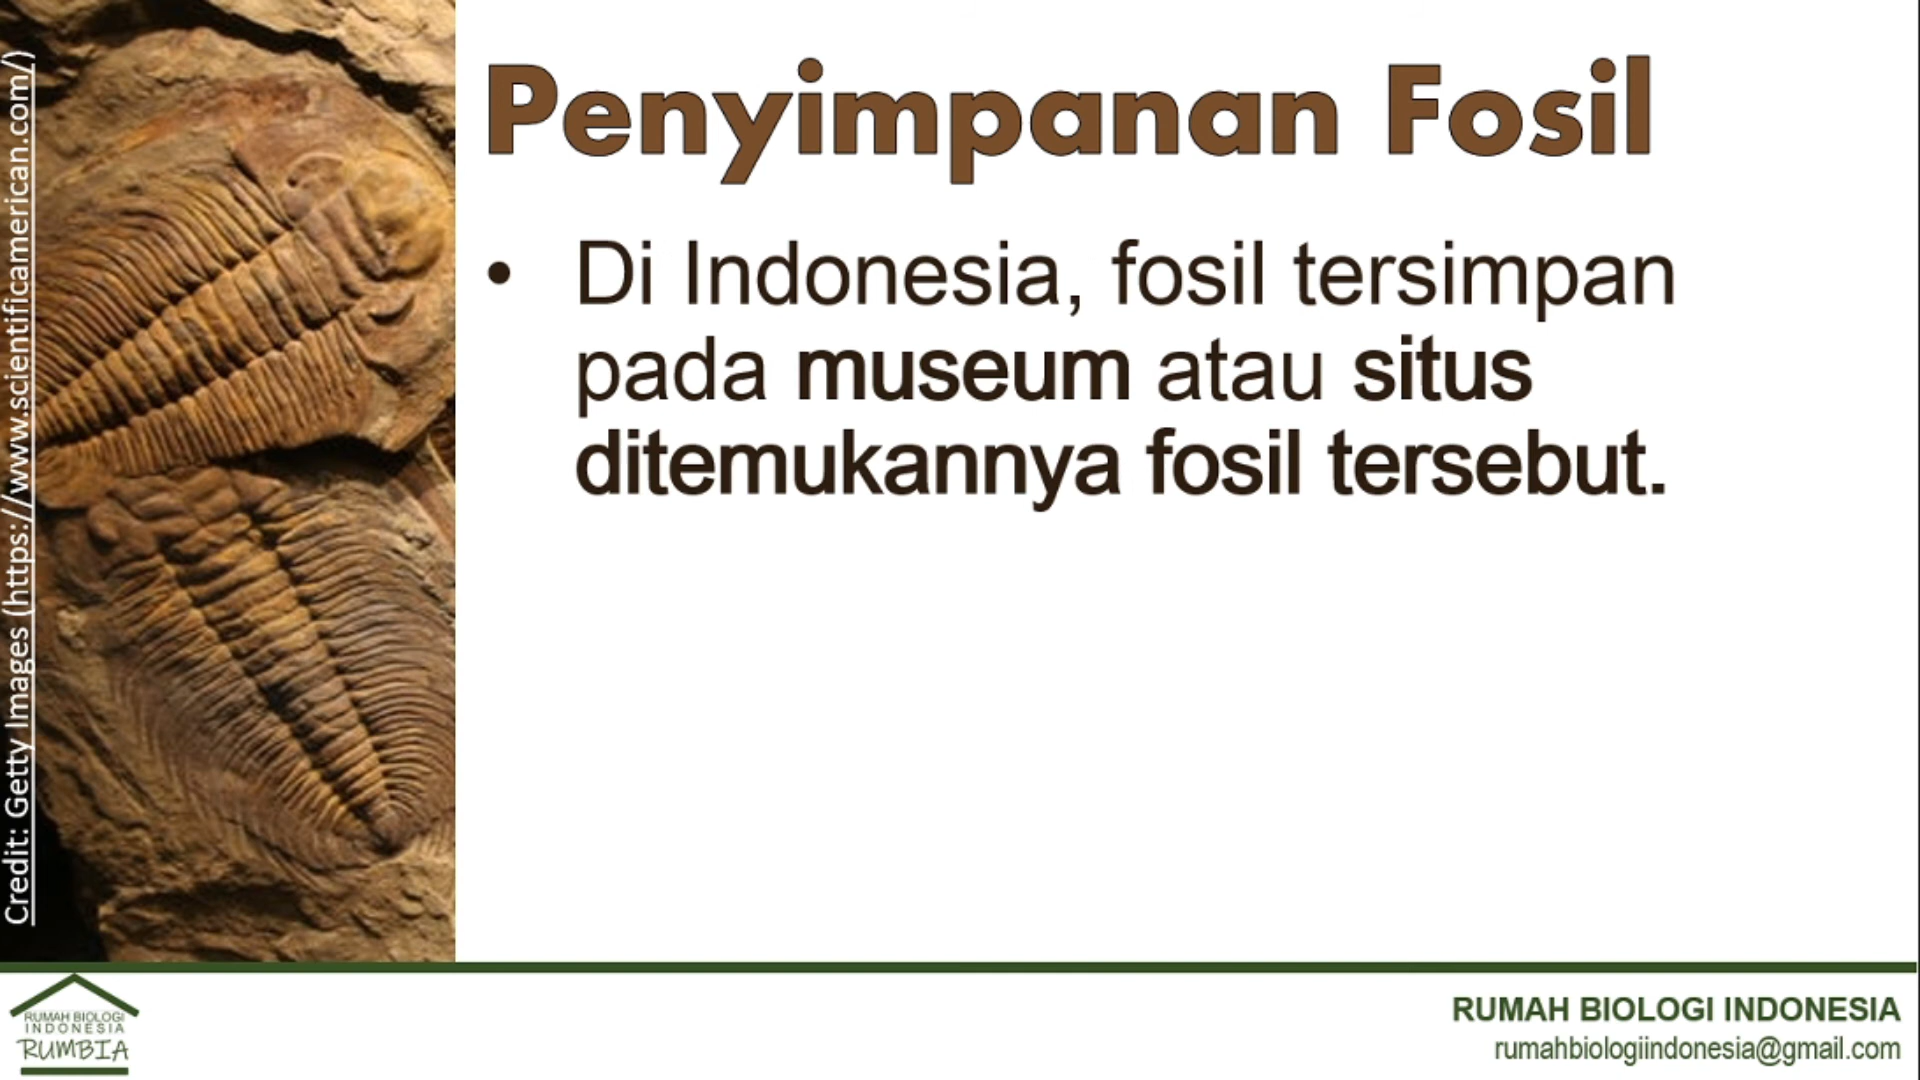 Credit: Getty Images (https://www.scientificamerican.com/)
Penyimpanan Fosil
• Di Indonesia, fosil tersimpan
pada museum atau situs
ditemukannya fosil tersebut.
RUMAH BIOLOGI
INDONESIA
RUMBIA
RUMAH BIOLOGI INDONESIA
rumahbiologiindonesia@gmail.com